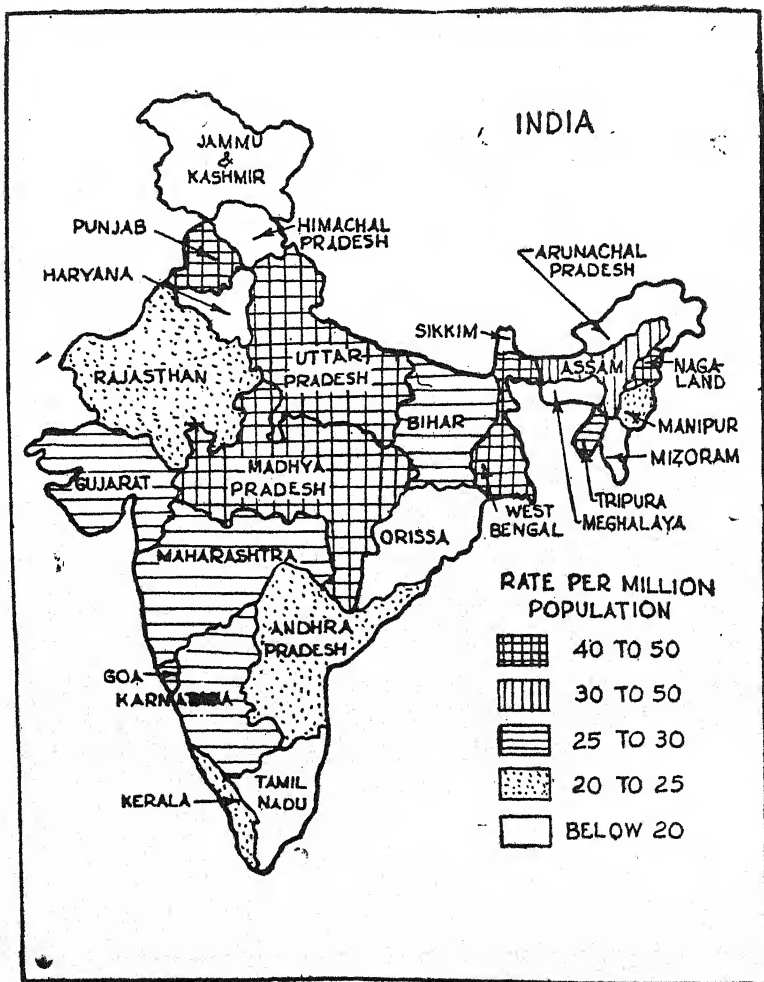 INDIA
JAMMU
&
KASHMIR
PUNJAB
HIMACHAL
PRADESH
HARYANA
ARUNACHAL
PRADESH
SIKKIM
UTTAR
PRADESH
ASSAM
NAGA-
LAND
RAJASTHAN
BIHAR
MANIPUR
MIZORAM
GUJARAT
MADHYA
PRADESH
TRIPURA
MEGHALAYA
WEST
BENGAL
ORISSA
MAHARASHTRA
ANDHRA
PRADESH
GOA
KARNATAKA
KERALA
TAMIL
NADU
RATE PER MILLION
POPULATION
40 TO 50
30 TO 50
25 TO 30
20 TO 25
BELOW 20